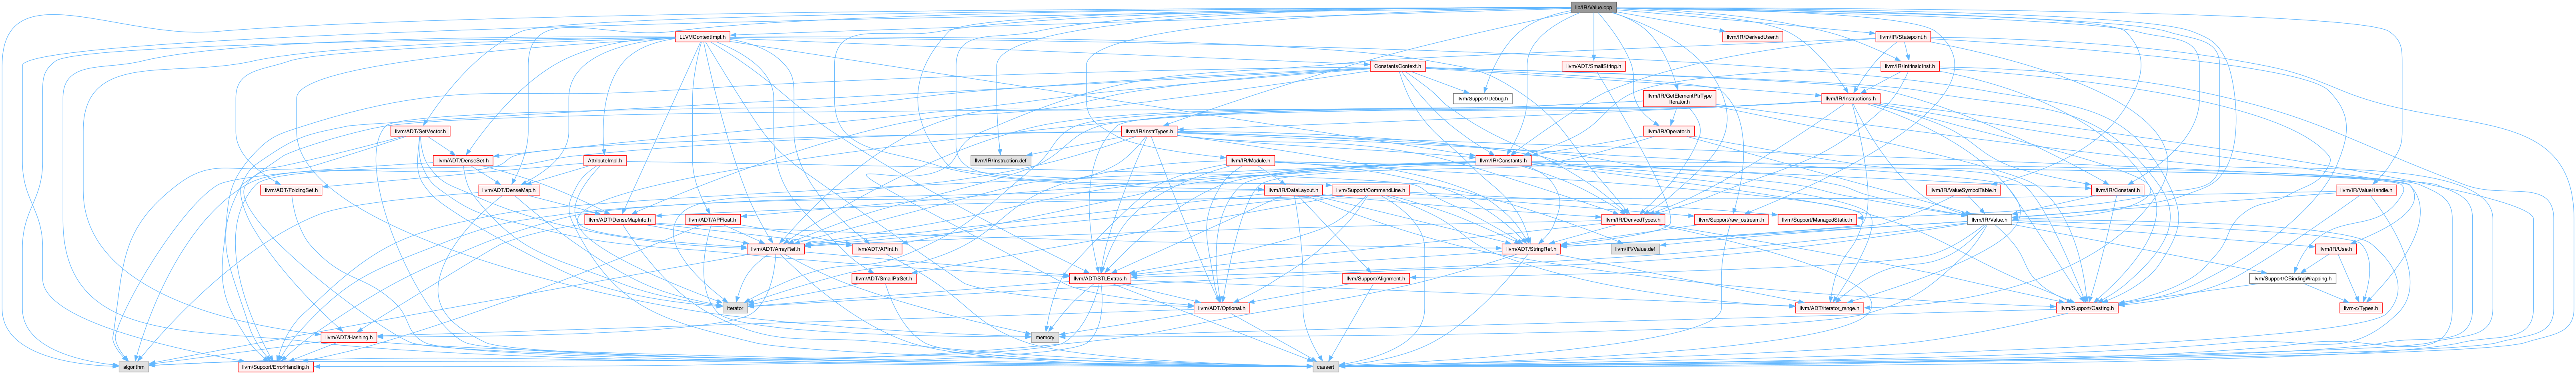 lib/IR/Value.cpp
LLVMContextImpl.h
llvm/IR/DerivedUser.h
llvm/IR/Statepoint.h
ConstantsContext.h
llvm/ADT/SmallString.h
llvm/IR/IntrinsicInst.h
llvm/Support/Debug.h
llvm/IR/GetElementPtrType
Iterator.h
llvm/IR/Instructions.h
llvm/ADT/SetVector.h
llvm/IR/InstrTypes.h
llvm/IR/Operator.h
llvm/ADT/DenseSet.h
AttributeImpl.h
llvm/IR/Instruction.def
llvm/IR/Module.h
llvm/IR/Constants.h
llvm/ADT/FoldingSet.h
llvm/ADT/DenseMap.h
llvm/IR/DataLayout.h
llvm/Support/CommandLine.h
llvm/IR/ValueSymbolTable.h
llvm/IR/Constant.h
llvm/IR/ValueHandle.h
llvm/ADT/DenseMapInfo.h
llvm/ADT/APFloat.h
llvm/IR/DerivedTypes.h
llvm/Support/raw_ostream.h
llvm/Support/ManagedStatic.h
llvm/IR/Value.h
llvm/ADT/ArrayRef.h
llvm/ADT/APInt.h
llvm/ADT/StringRef.h
llvm/IR/Value.def
llvm/IR/Use.h
llvm/ADT/SmallPtrSet.h
llvm/ADT/STLExtras.h
llvm/Support/Alignment.h
llvm/Support/CBindingWrapping.h
iterator
llvm/ADT/Optional.h
llvm/ADT/iterator_range.h
llvm/Support/Casting.h
llvm-c/Types.h
llvm/ADT/Hashing.h
memory
algorithm
llvm/Support/ErrorHandling.h
cassert